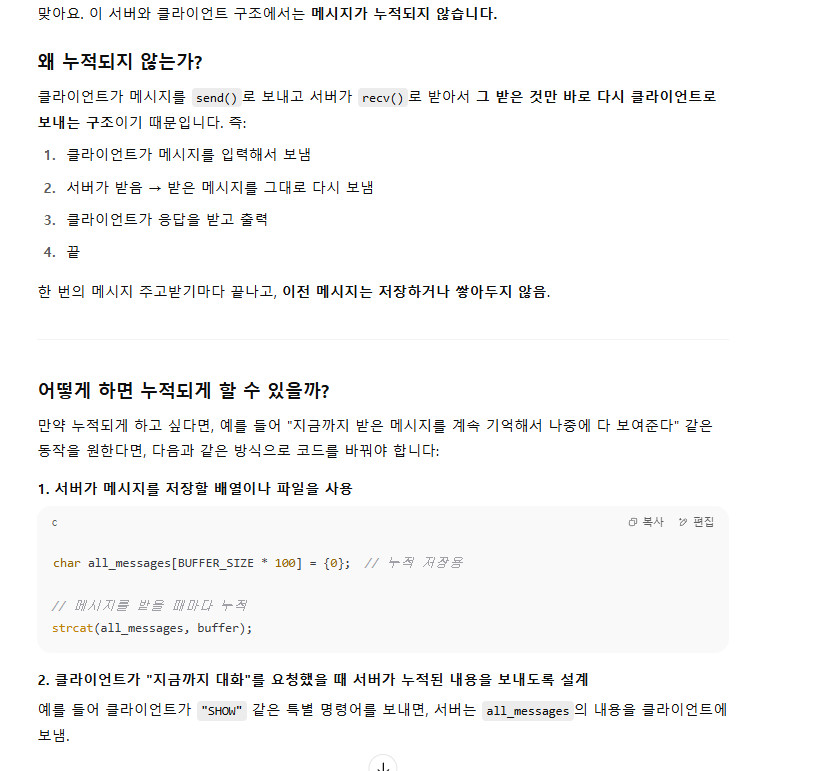 맞아요. 이 서버와 클라이언트 구조에서는 메시지가 누적되지 않습니다.
왜 누적되지 않는가?
클라이언트가 메시지를 send()로 보내고 서버가 recv()로 받아서 그 받은 것만 바로 다시 클라이언트로
보내는 구조이기 때문입니다. 즉:
1. 클라이언트가 메시지를 입력해서 보냄
2. 서버가 받음 → 받은 메시지를 그대로 다시 보냄
3. 클라이언트가 응답을 받고 출력
4. 끝
한 번의 메시지 주고받기마다 끝나고, 이전 메시지는 저장하거나 쌓아두지 않음.
어떻게 하면 누적되게 할 수 있을까?
만약 누적되게 하고 싶다면, 예를 들어 "지금까지 받은 메시지를 계속 기억해서 나중에 다 보여준다" 같은
동작을 원한다면, 다음과 같은 방식으로 코드를 바꿔야 합니다:
1. 서버가 메시지를 저장할 배열이나 파일을 사용
c 복사 편집
char all_messages[BUFFER_SIZE * 100] = {0}; // 누적 저장용
// 메시지를 받을 때마다 누적
strcat(all_messages, buffer);
2. 클라이언트가 "지금까지 대화"를 요청했을 때 서버가 누적된 내용을 보내도록 설계
예를 들어 클라이언트가 "SHOW" 같은 특별 명령어를 보내면, 서버는 all_messages의 내용을 클라이언트에
보냄.